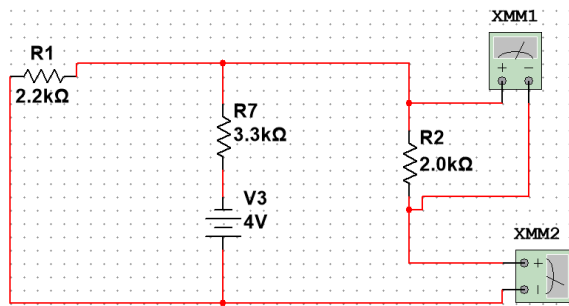 XMM1
R1
2.2kΩ
R7
3.3kΩ
R2
2.0kΩ
V3
4V
XMM2